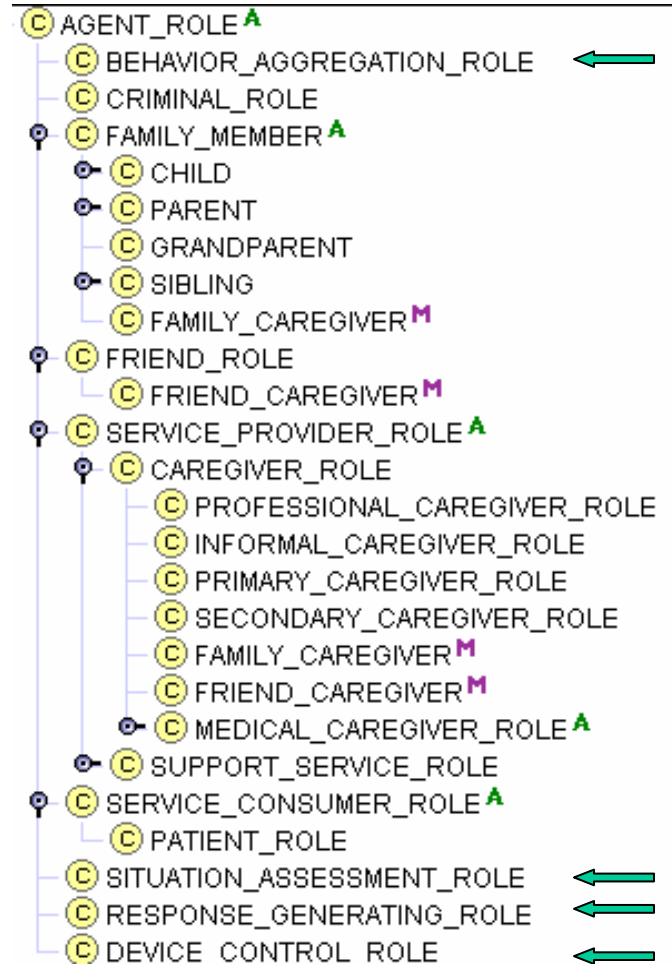 C AGENT_ROLE A
C BEHAVIOR_AGGREGATION_ROLE
C CRIMINAL_ROLE
C FAMILY_MEMBER A
C CHILD
C PARENT
C GRANDPARENT
C SIBLING
C FAMILY_CAREGIVER M
C FRIEND_ROLE
C FRIEND_CAREGIVER M
C SERVICE_PROVIDER_ROLE A
C CAREGIVER_ROLE
C PROFESSIONAL_CAREGIVER_ROLE
C INFORMAL_CAREGIVER_ROLE
C PRIMARY_CAREGIVER_ROLE
C SECONDARY_CAREGIVER_ROLE
C FAMILY_CAREGIVER M
C FRIEND_CAREGIVER M
C MEDICAL_CAREGIVER_ROLE A
C SUPPORT_SERVICE_ROLE
C SERVICE_CONSUMER_ROLE A
C PATIENT_ROLE
C SITUATION_ASSESSMENT_ROLE
C RESPONSE_GENERATING_ROLE
C DEVICE_CONTROL_ROLE